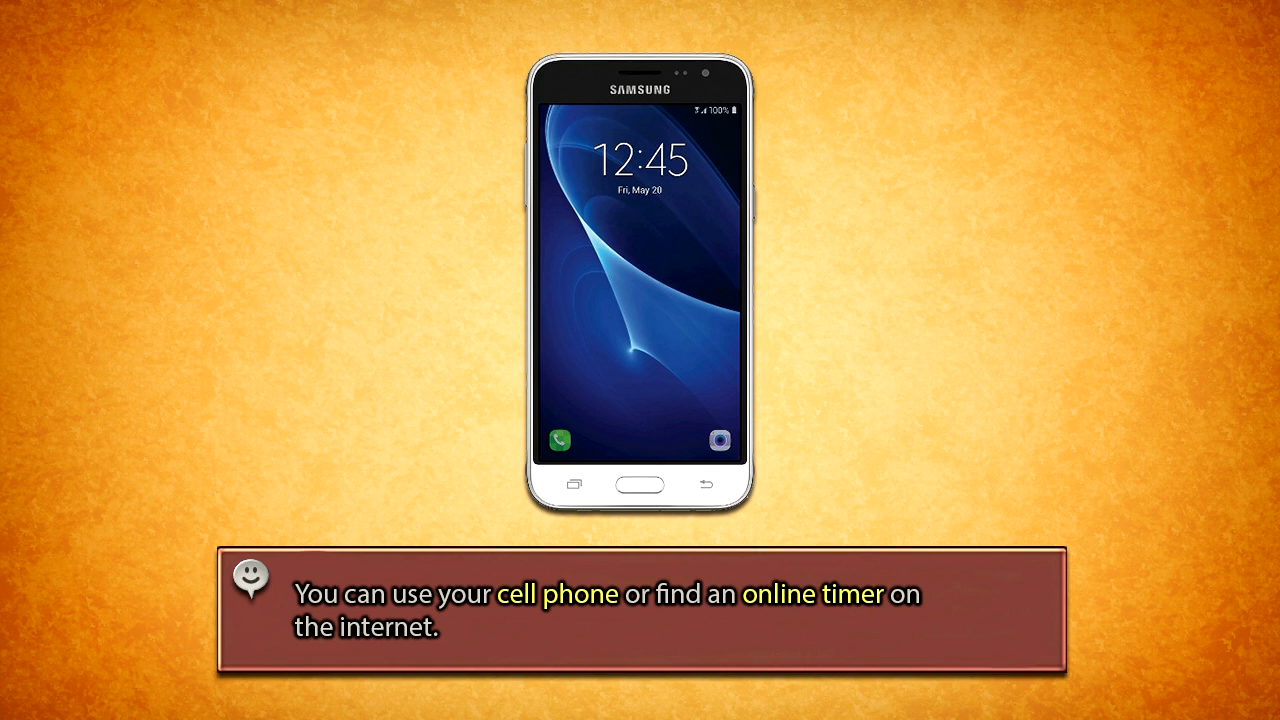 SAMSUNG
100%
12:45
Fri, May 20
You can use your cell phone or find an online timer on
the internet.